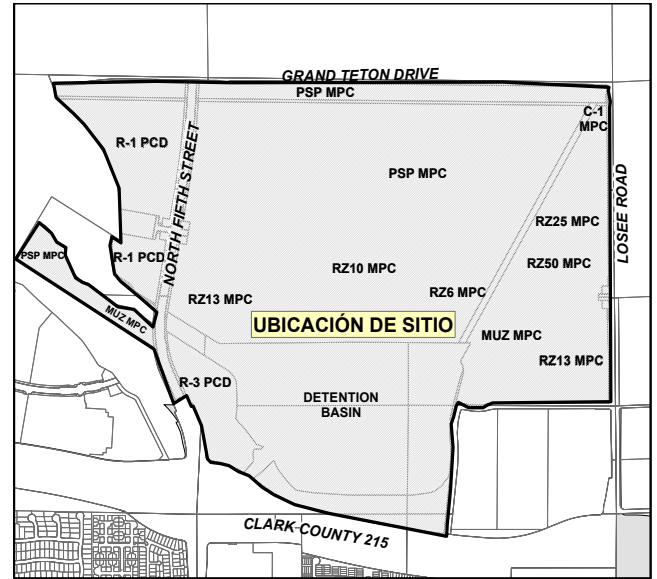 GRAND TETON DRIVE
PSP MPC
C-1
MPC
R-1 PCD
NORTH FIFTH STREET
PSP MPC
LOSEE ROAD
RZ25 MPC
PSP MPC
R-1 PCD
RZ10 MPC
RZ50 MPC
RZ13 MPC
RZ6 MPC
MUZ MPC
UBICACIÓN DE SITIO
MUZ MPC
RZ13 MPC
R-3 PCD
DETENTION
BASIN
CLARK COUNTY 215